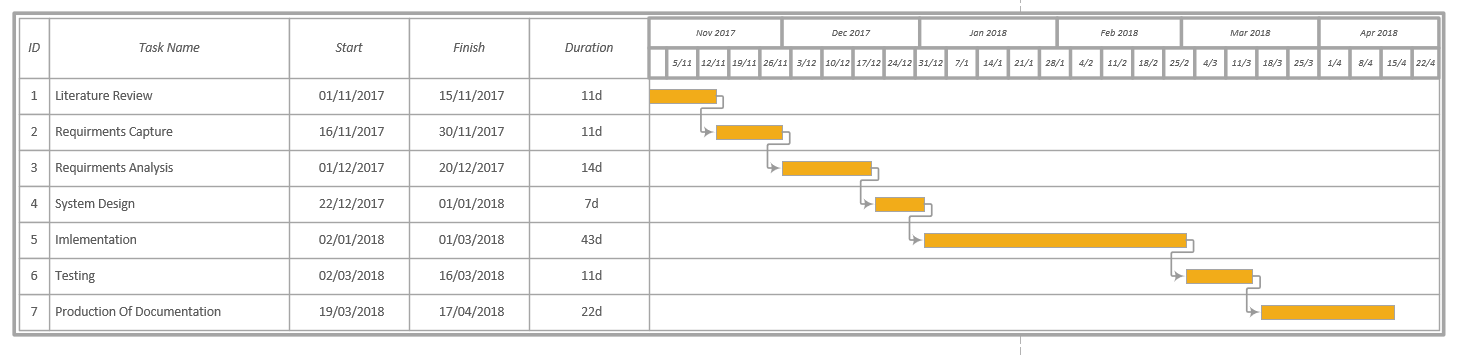 ID Task Name Start Finish Duration Nov 2017 Dec 2017 Jan 2018 Feb 2018 Mar 2018 Apr 2018
5/11 12/11 19/11 26/11 3/12 10/12 17/12 24/12 31/12 7/1 14/1 21/1 28/1 4/2 11/2 18/2 25/2 4/3 11/3 18/3 25/3 1/4 8/4 15/4 22/4
1 Literature Review 01/11/2017 15/11/2017 11d
2 Requirments Capture 16/11/2017 30/11/2017 11d
3 Requirments Analysis 01/12/2017 20/12/2017 14d
4 System Design 22/12/2017 01/01/2018 7d
5 Imlementation 02/01/2018 01/03/2018 43d
6 Testing 02/03/2018 16/03/2018 11d
7 Production Of Documentation 19/03/2018 17/04/2018 22d